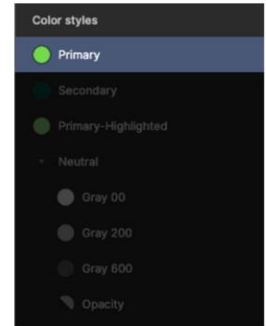 Color styles
Primary
Secondary
Primary-Highlighted
Neutral
Gray 00
Gray 200
Gray 600
Opacity